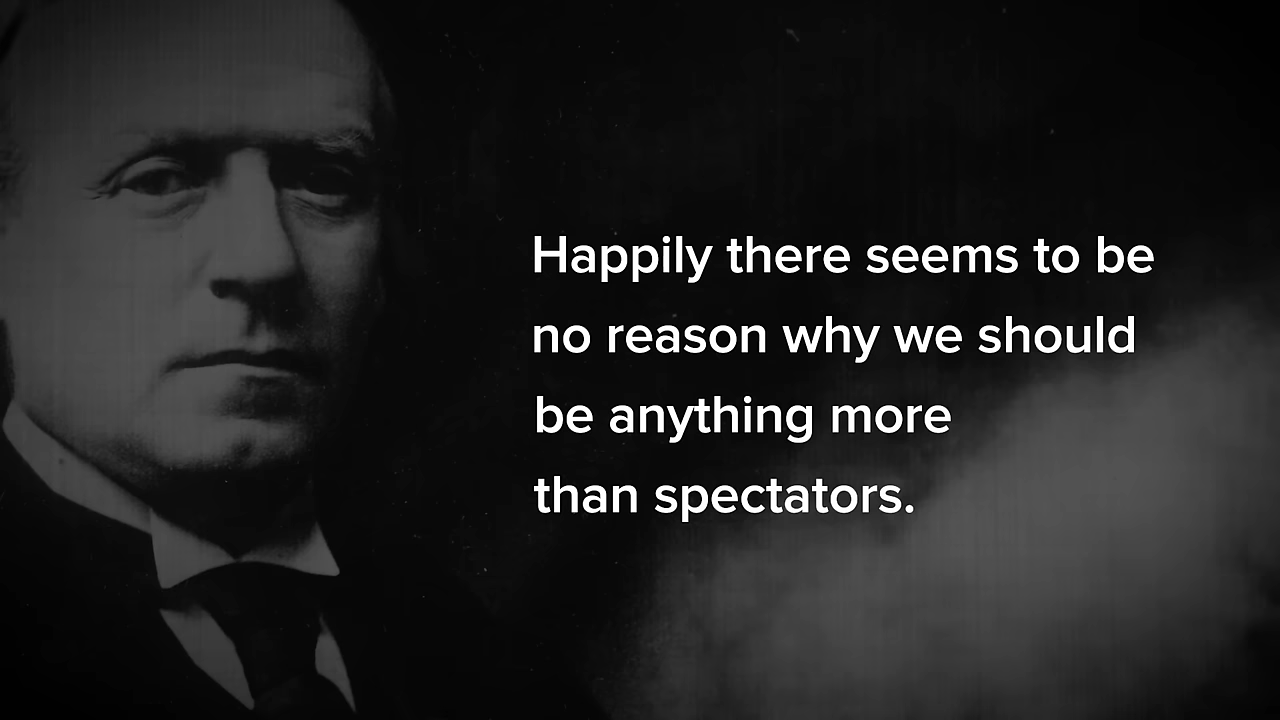 Happily there seems to be
no reason why we should
be anything more
than spectators.